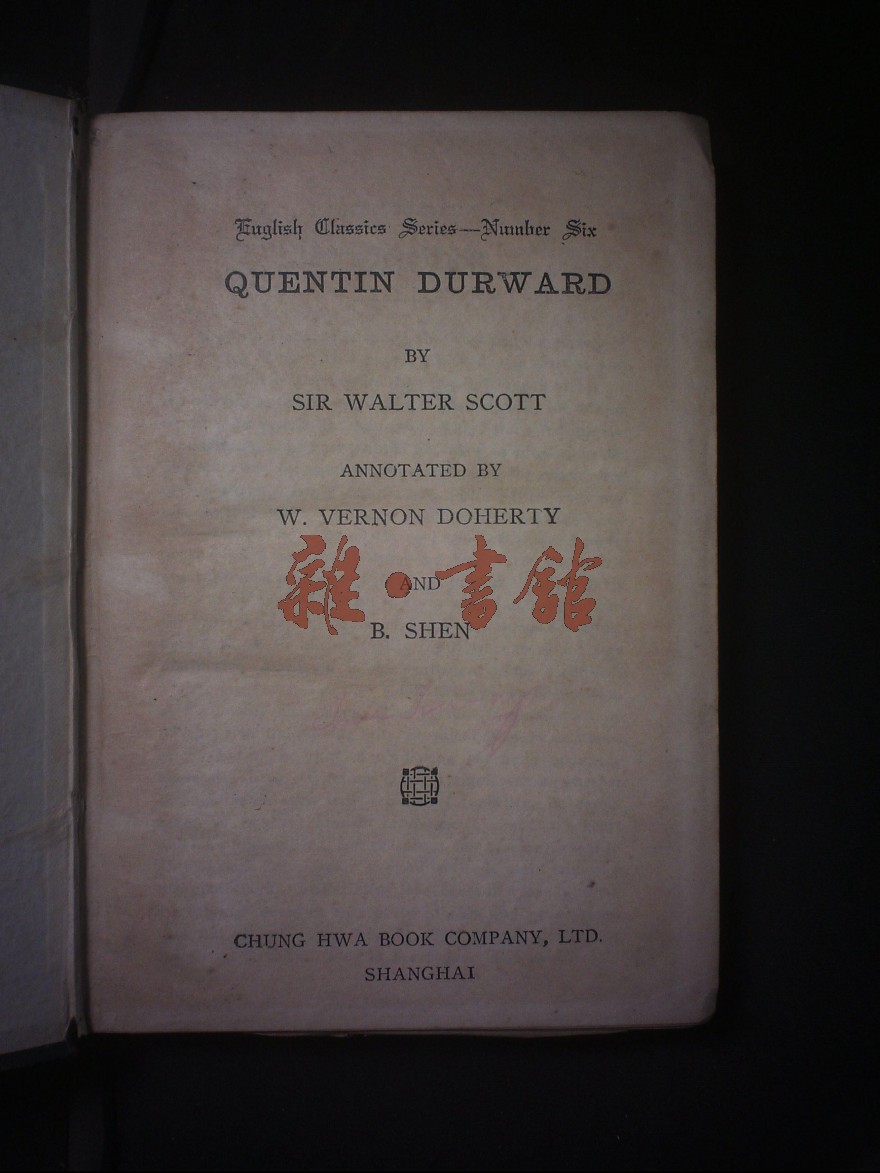 English Classics Series—Number Six
QUENTIN DURWARD
BY
SIR WALTER SCOTT
ANNOTATED BY
W. VERNON DOHERTY
AND
雜·書館
B. SHEN
CHUNG HWA BOOK COMPANY, LTD.
SHANGHAI